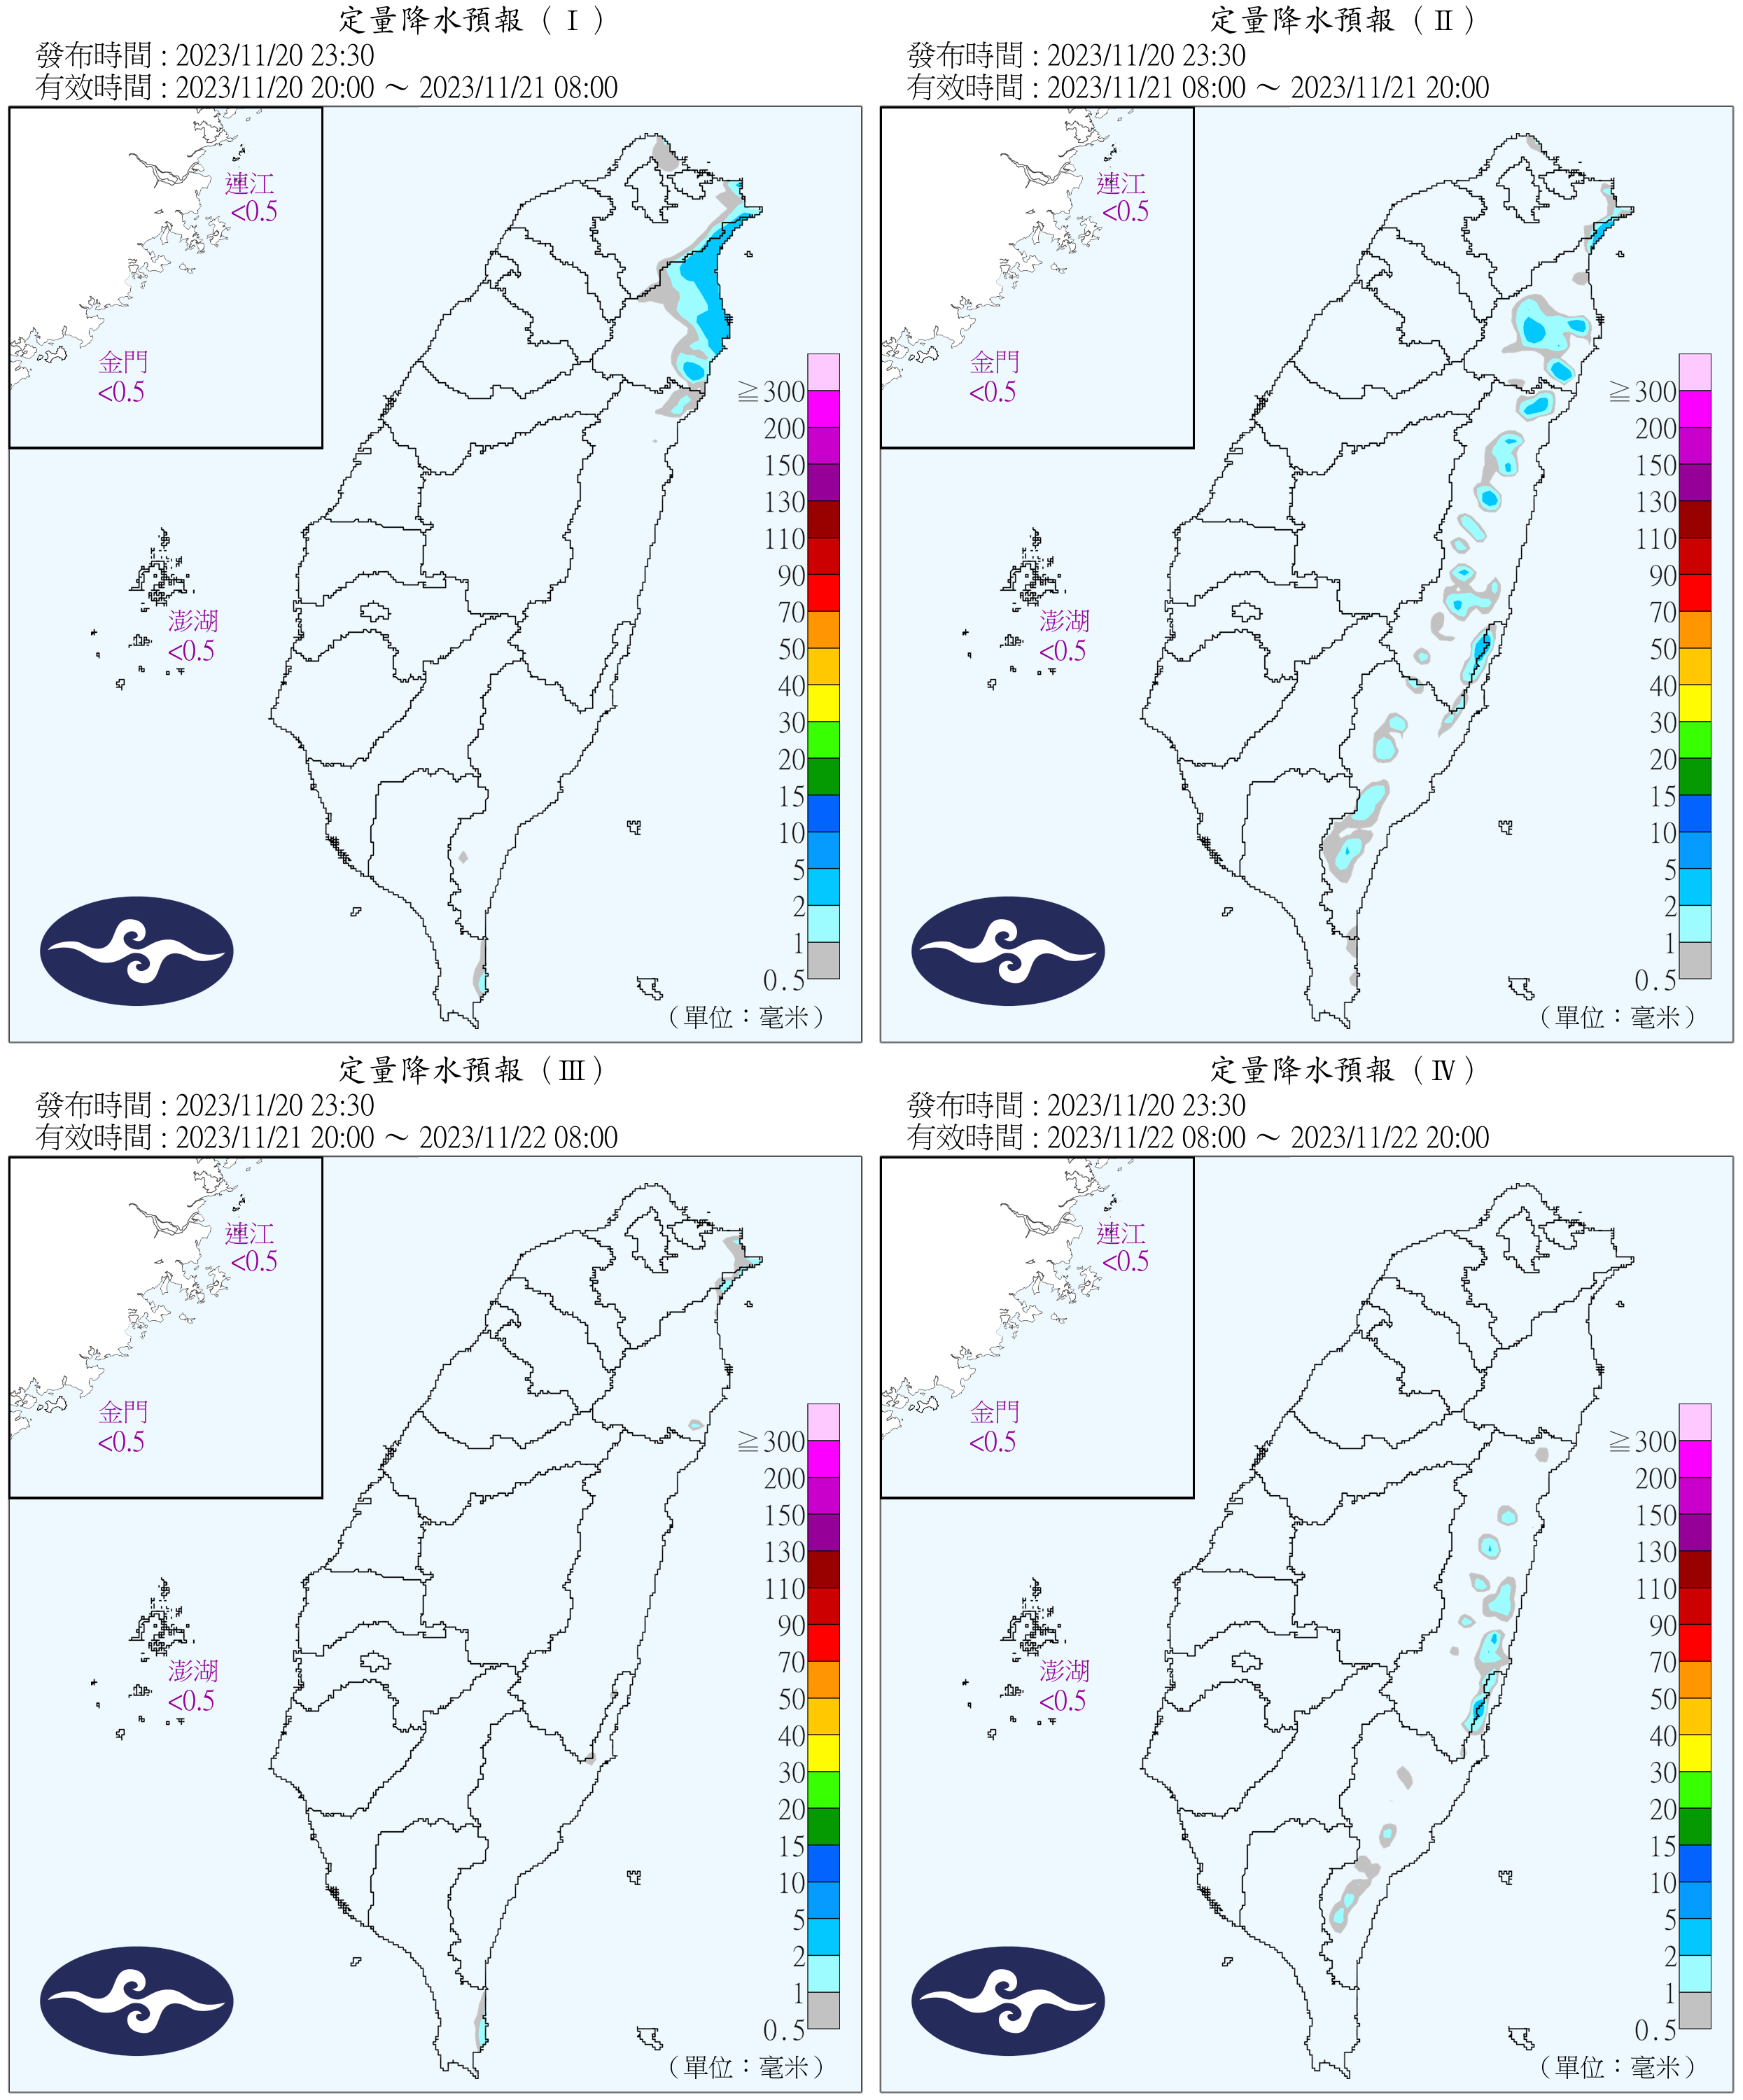 定量降水預報（Ⅰ）
發布時間：2023/11/20 23:30
有效時間：2023/11/20 20:00 ～ 2023/11/21 08:00
連江
<0.5
金門
<0.5
澎湖
<0.5
≧300
200
150
130
110
90
70
50
40
30
20
15
10
5
2
1
0.5
（單位：毫米）
定量降水預報（Ⅱ）
發布時間：2023/11/20 23:30
有效時間：2023/11/21 08:00 ～ 2023/11/21 20:00
連江
<0.5
金門
<0.5
澎湖
<0.5
≧300
200
150
130
110
90
70
50
40
30
20
15
10
5
2
1
0.5
（單位：毫米）
定量降水預報（Ⅲ）
發布時間：2023/11/20 23:30
有效時間：2023/11/21 20:00 ～ 2023/11/22 08:00
連江
<0.5
金門
<0.5
澎湖
<0.5
≧300
200
150
130
110
90
70
50
40
30
20
15
10
5
2
1
0.5
（單位：毫米）
定量降水預報（Ⅳ）
發布時間：2023/11/20 23:30
有效時間：2023/11/22 08:00 ～ 2023/11/22 20:00
連江
<0.5
金門
<0.5
澎湖
<0.5
≧300
200
150
130
110
90
70
50
40
30
20
15
10
5
2
1
0.5
（單位：毫米）